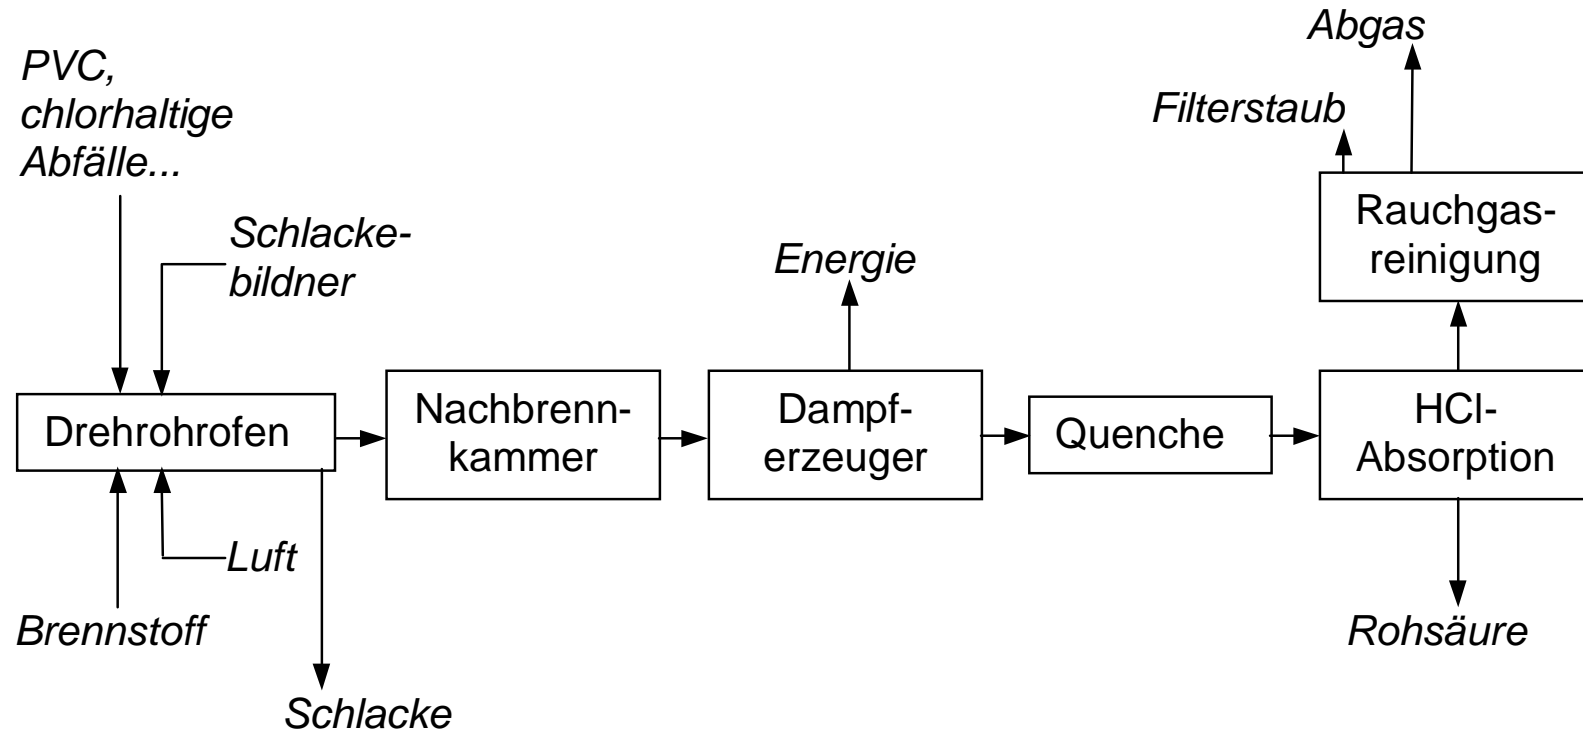 Abgas
PVC,
chlorhaltige
Abfälle...
Filterstaub
Schlacke-
bildner
Energie
Rauchgas-
reinigung
Drehrohrofen
Nachbrenn-
kammer
Dampf-
erzeuger
Quenche
HCl-
Absorption
Luft
Brennstoff
Rohsäure
Schlacke